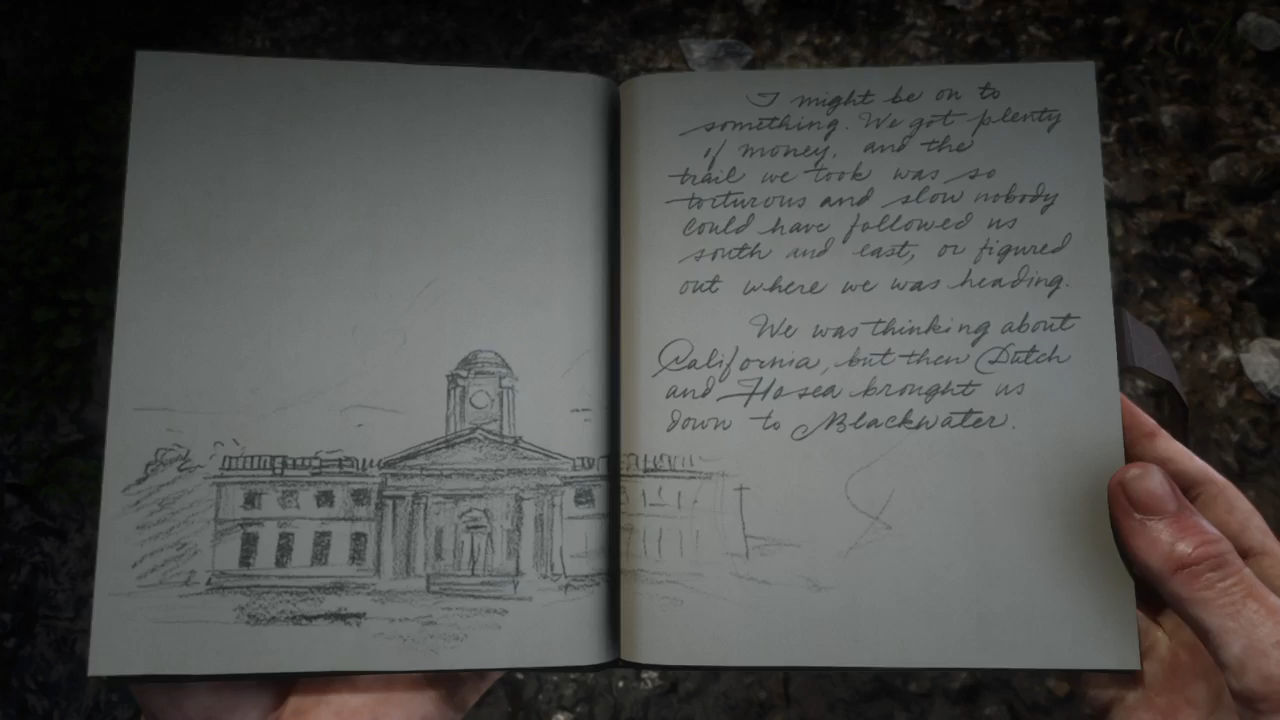 I might be on to
something. We got plenty
of money, and the
trail we took was so
torturous and slow nobody
could have followed us
south and east, or figured
out where we was heading.
We was thinking about
California, but then Dutch
and Hosea brought us
down to Blackwater.